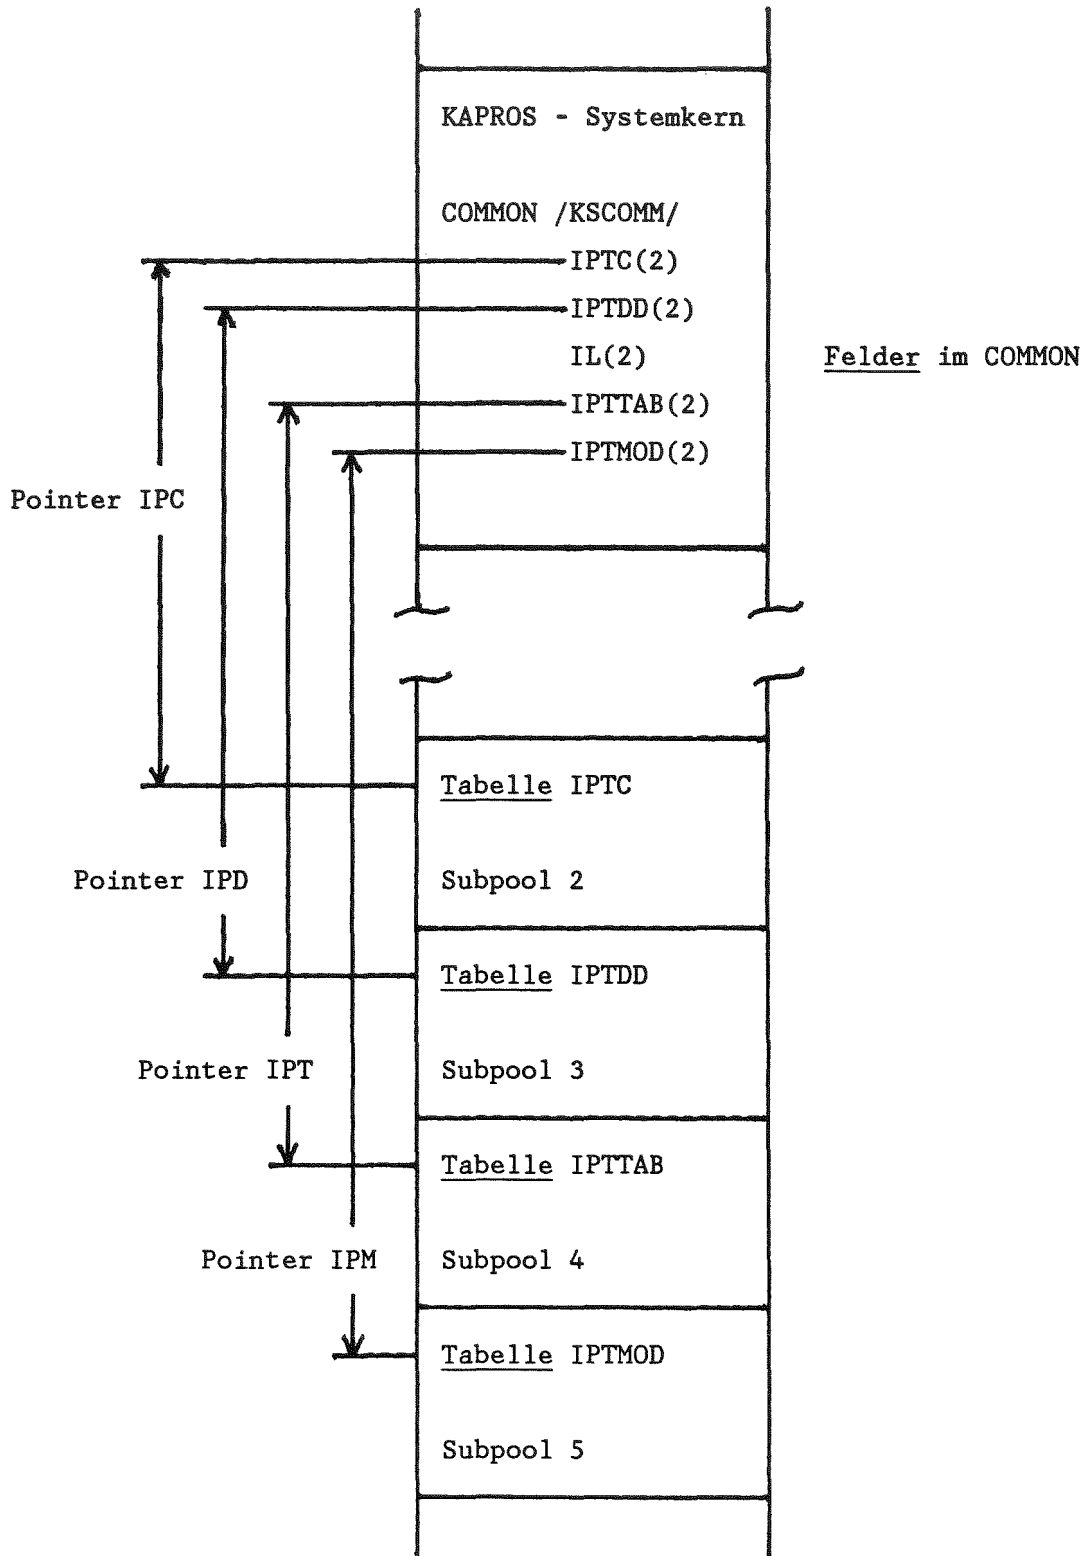 KAPROS - Systemkern
COMMON /KSCOMM/
IPTC(2)
IPTDD(2)
IL(2)
Felder im COMMON
IPTTAB(2)
IPTMOD(2)
Pointer IPC
Tabelle IPTC
Pointer IPD
Subpool 2
Tabelle IPTDD
Pointer IPT
Subpool 3
Tabelle IPTTAB
Pointer IPM
Subpool 4
Tabelle IPTMOD
Subpool 5